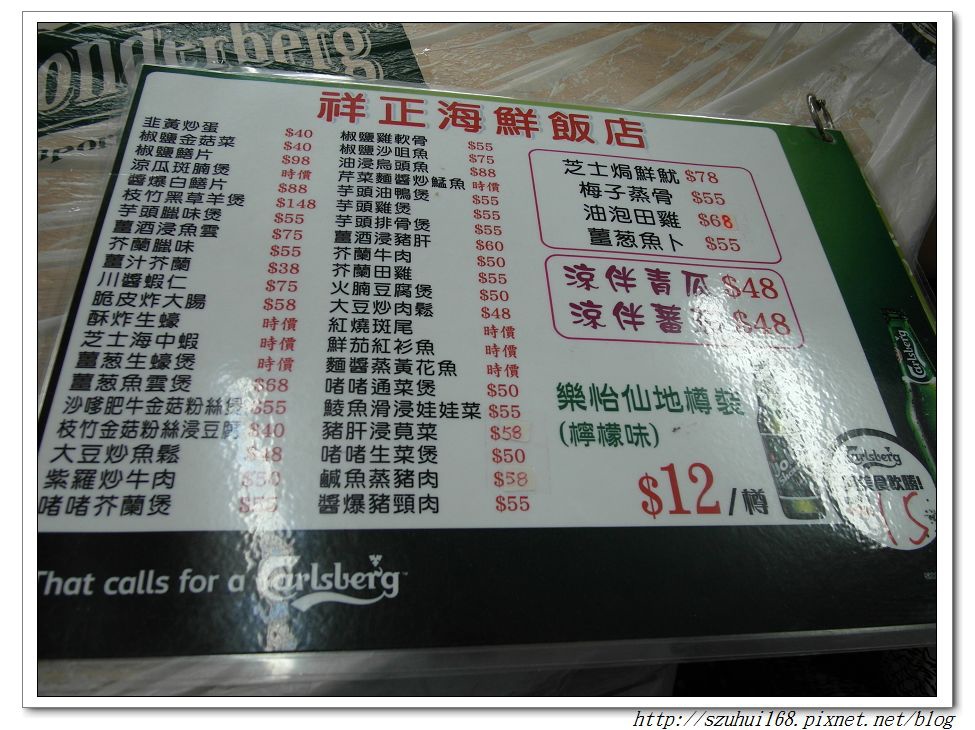 onderberg
祥正海鮮飯店
韭黃炒蛋 $40
椒鹽金菇菜 $40
椒鹽鱔片 $98
涼瓜斑腩煲 時價
醬爆白鱔片 $88
枝竹黑草羊煲 $148
芋頭臘味煲 $55
薑酒浸魚雲 $75
芥蘭臘味 $55
薑汁芥蘭 $38
川醬蝦仁 $75
脆皮炸大腸 $58
酥炸生蠔 時價
芝士海中蝦 時價
薑葱生蠔煲 時價
薑葱魚雲煲 $68
沙嗲肥牛金菇粉絲煲 $55
枝竹金菇粉絲浸豆 $40
大豆炒魚鬆 $48
紫羅炒牛肉 $50
啫啫芥蘭煲
椒鹽雞軟骨 $55
椒鹽沙咀魚 $75
油浸烏頭魚 $88
芹菜麵醬炒鯭魚 時價
芋頭油鴨煲 $55
芋頭雞煲 $55
芋頭排骨煲 $55
薑酒浸豬肝 $60
芥蘭牛肉 $50
芥蘭田雞 $55
火腩豆腐煲 $50
大豆炒肉鬆 $48
紅燒斑尾 時價
鮮茄紅衫魚 時價
麵醬蒸黃花魚 時價
啫啫通菜煲 $50
鯪魚滑浸娃娃菜 $55
豬肝浸莧菜 $58
啫啫生菜煲 $50
鹹魚蒸豬肉 $58
醬爆豬頸肉 $55
芝士焗鮮魷 $78
梅子蒸骨 $55
油泡田雞 $68
薑葱魚卜 $55
涼伴青瓜 $48
涼伴蕃 $48
樂怡仙地樽裝
(檸檬味)
$12/樽
Carlsberg
Carlsberg
That calls for a Carlsberg
http://szuhui168.pixnet.net/blog